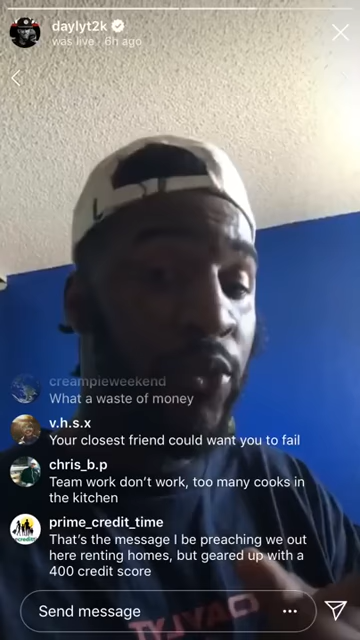 daylyt2k
was live · 6h ago
creampieweekend
What a waste of money
v.h.s.x
Your closest friend could want you to fail
chris_b.p
Team work don't work, too many cooks in
the kitchen
prime_credit_time
That's the message I be preaching we out
here renting homes, but geared up with a
400 credit score
Send message